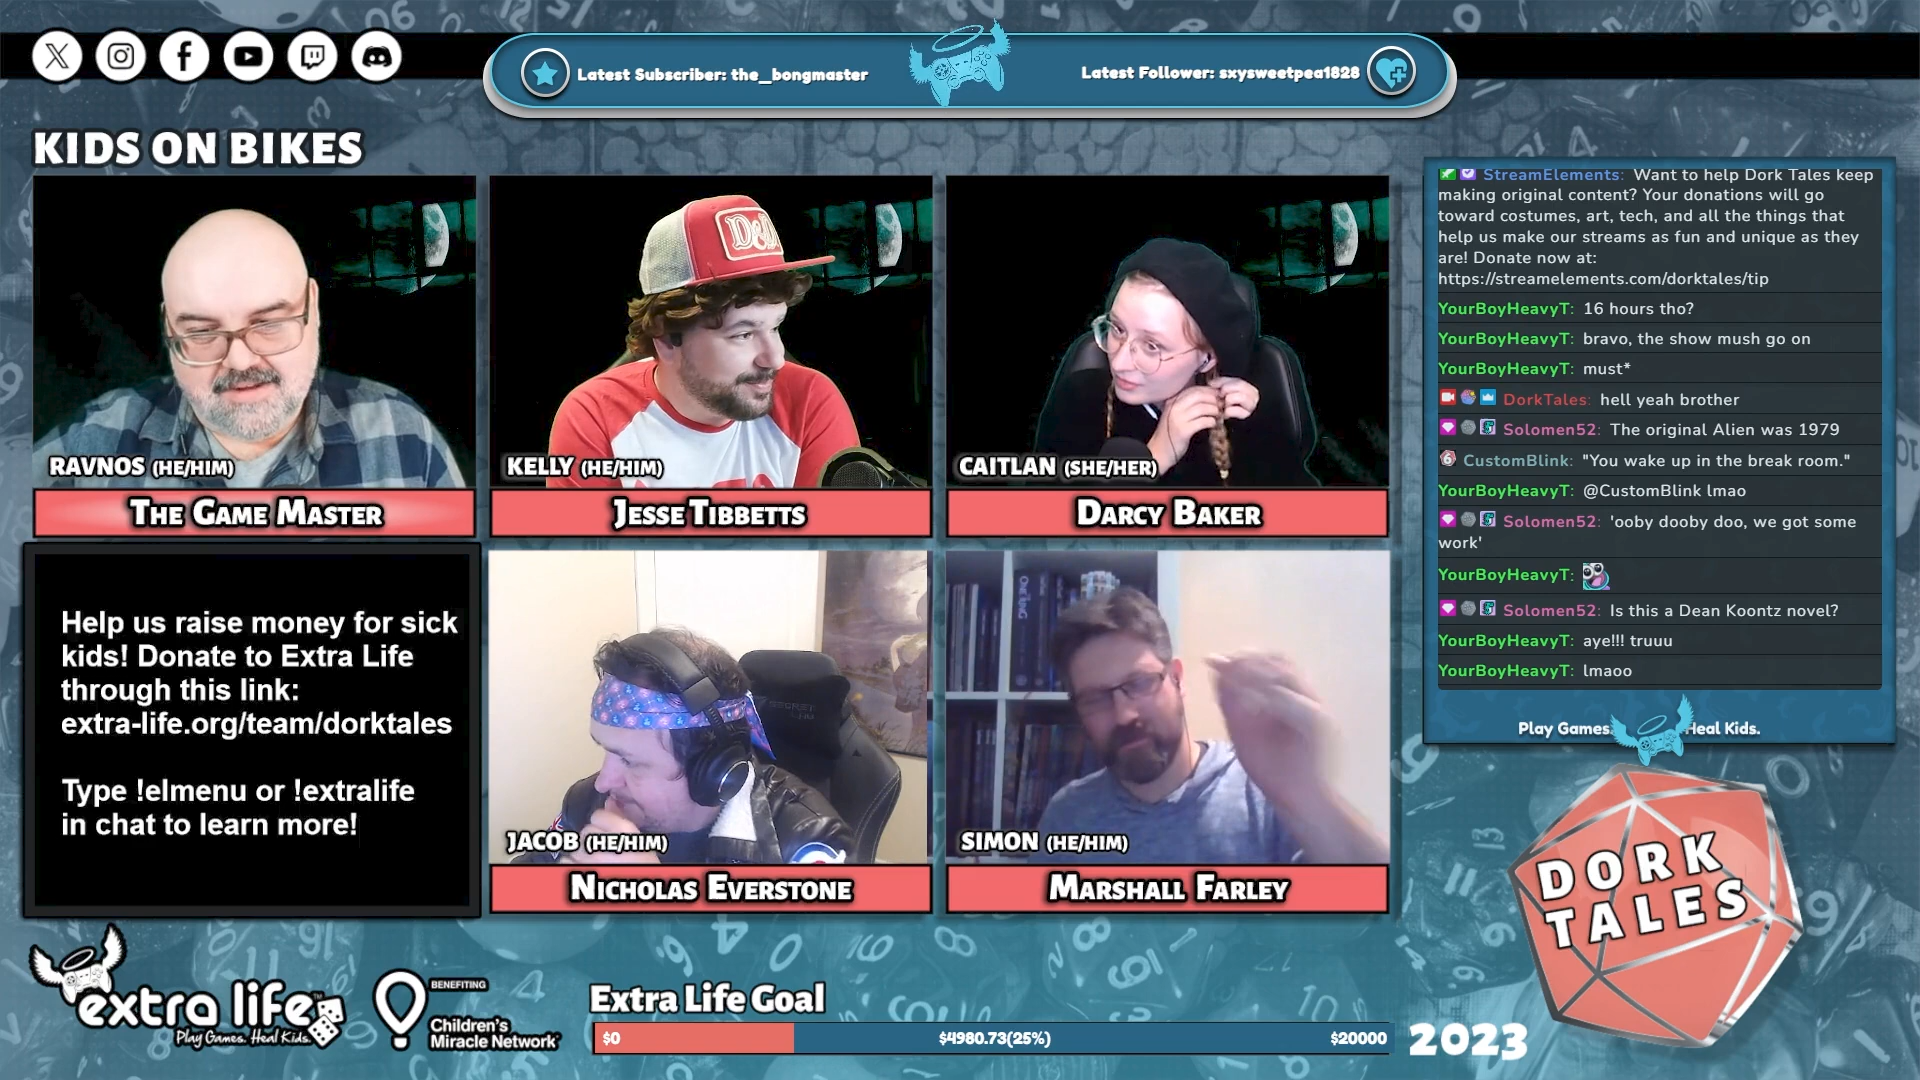 Latest Subscriber: the_bongmaster
Latest Follower: sxysweetpea1828
KIDS ON BIKES
RAVNOS (HE/HIM)
THE GAME MASTER
D&D
KELLY (HE/HIM)
JESSE TIBBETTS
CAITLAN (SHE/HER)
DARCY BAKER
Help us raise money for sick
kids! Donate to Extra Life
through this link:
extra-life.org/team/dorktales
Type !elmenu or !extralife
in chat to learn more!
JACOB (HE/HIM)
NICHOLAS EVERSTONE
SIMON (HE/HIM)
MARSHALL FARLEY
StreamElements: Want to help Dork Tales keep
making original content? Your donations will go
toward costumes, art, tech, and all the things that
help us make our streams as fun and unique as they
are! Donate now at:
https://streamelements.com/dorktales/tip
YourBoyHeavyT: 16 hours tho?
YourBoyHeavyT: bravo, the show mush go on
YourBoyHeavyT: must*
DorkTales: hell yeah brother
Solomen52: The original Alien was 1979
CustomBlink: "You wake up in the break room."
YourBoyHeavyT: @CustomBlink lmao
Solomen52: 'ooby dooby doo, we got some
work'
YourBoyHeavyT:
Solomen52: Is this a Dean Koontz novel?
YourBoyHeavyT: aye!!! truuu
YourBoyHeavyT: lmaoo
Play Games. Heal Kids.
DORK
TALES
extra life
Play Games. Heal Kids.
BENEFITING
Children's
Miracle Network
Extra Life Goal
$0
$4980.73(25%)
$20000
2023